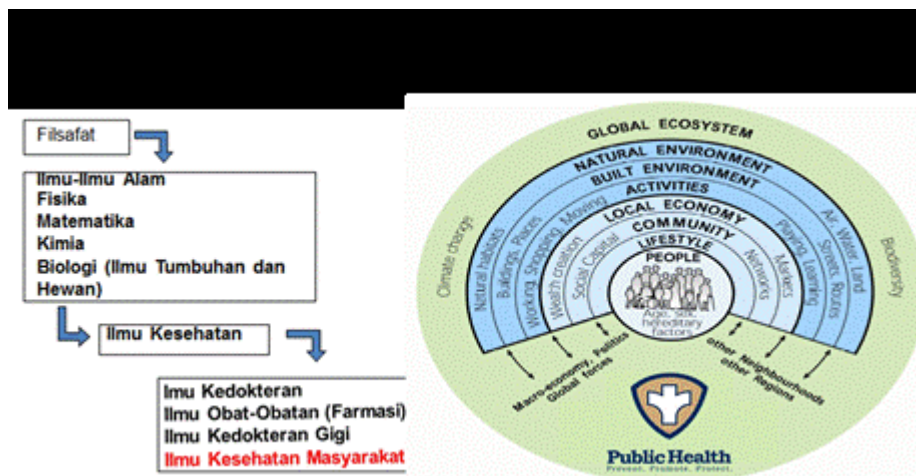 Filsafat
Ilmu-Ilmu Alam
Fisika
Matematika
Kimia
Biologi (Ilmu Tumbuhan dan
Hewan)
Ilmu Kesehatan
Imu Kedokteran
Ilmu Obat-Obatan (Farmasi)
Ilmu Kedokteran Gigi
Ilmu Kesehatan Masyarakat
GLOBAL ECOSYSTEM
NATURAL ENVIRONMENT
BUILT ENVIRONMENT
ACTIVITIES
LOCAL ECONOMY
COMMUNITY
LIFESTYLE
PEOPLE
Age, sex,
hereditary
factors
Climate change
Natural habitats
Buildings, Places
Working, Shopping, Moving
Wealth creation
Social Capital
Networks
Markets
Playing, Learning
Streets, Routes
Air, Water, Land
Biodiversity
Macro-economy, Politics
Global forces
other Neighbourhoods
other Regions
Public Health
Prevent. Promote. Protect.